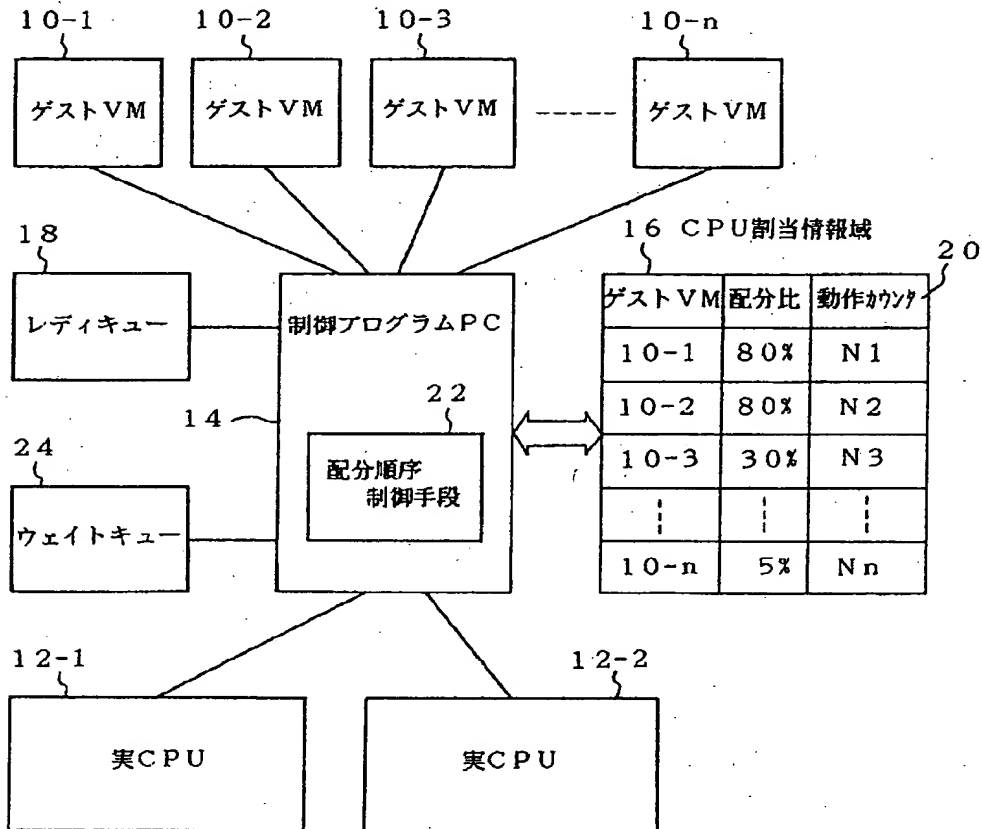 10-1 10-2 10-3 10-n
ゲストVM ゲストVM ゲストVM ゲストVM
18
レディキュー
制御プログラムPC
14
22
配分順序
制御手段
24
ウェイトキュー
16 CPU割当情報域
20
ゲストVM 配分比 動作カウンタ
10-1 80% N1
10-2 80% N2
10-3 30% N3
10-n 5% Nn
12-1 12-2
実CPU 実CPU